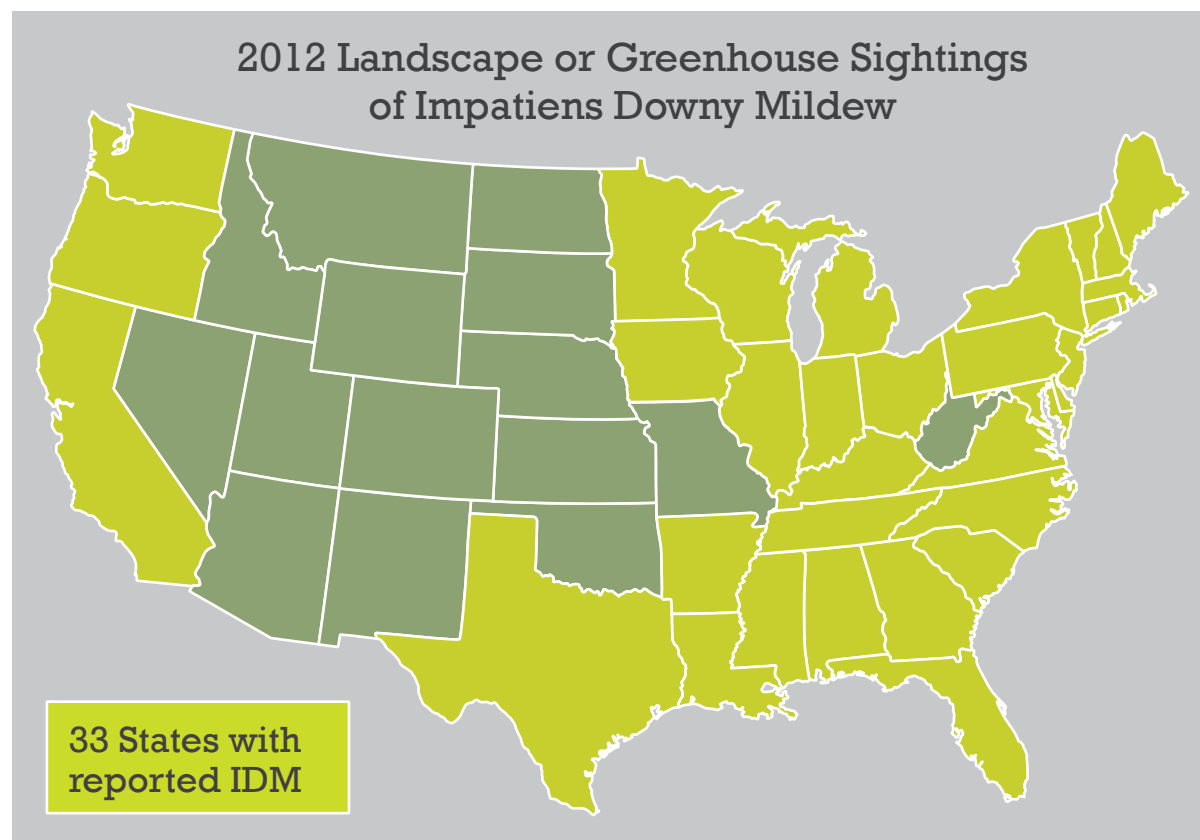 2012 Landscape or Greenhouse Sightings
of Impatiens Downy Mildew
33 States with
reported IDM